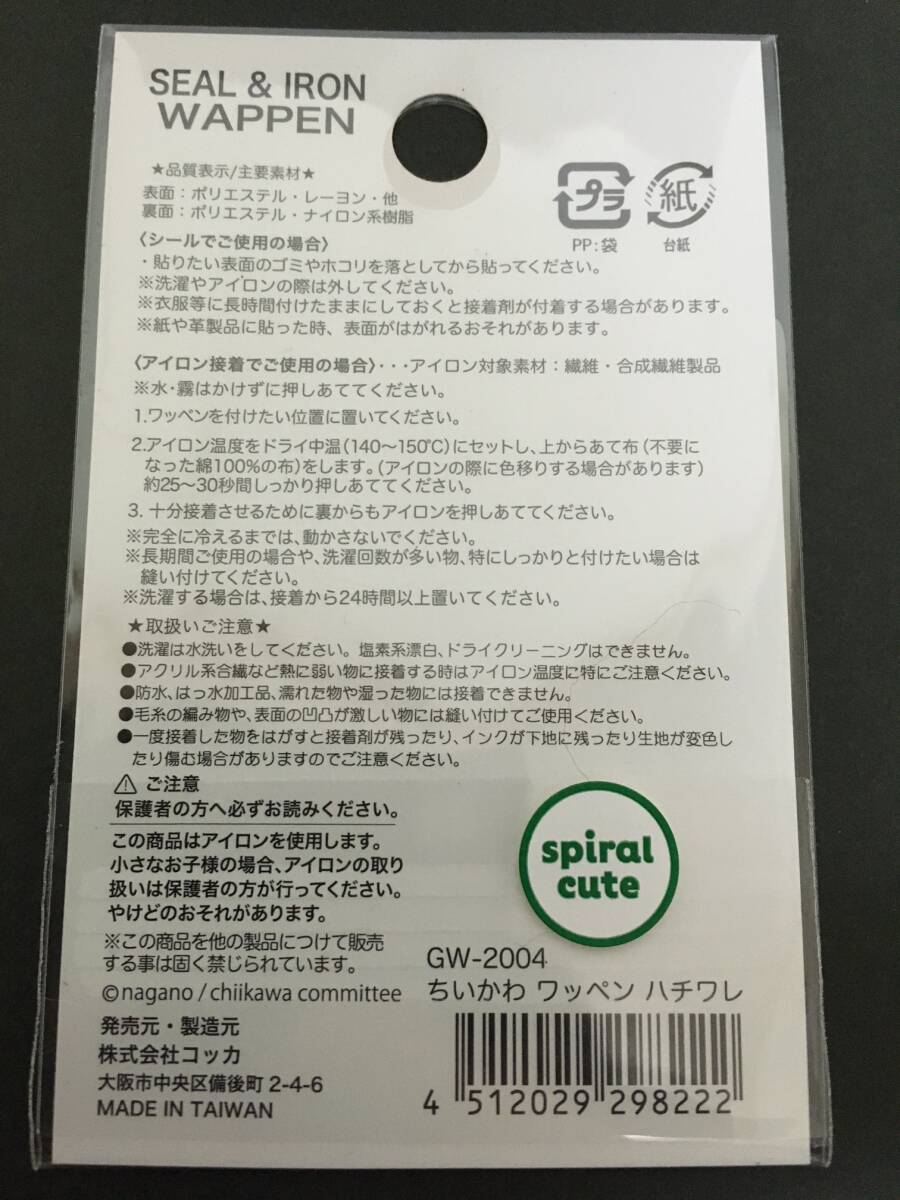 SEAL & IRON
WAPPEN
★品質表示/主要素材★
表面：ポリエステル・レーヨン・他
裏面：ポリエステル・ナイロン系樹脂
プラ
PP:袋
紙
台紙
〈シールでご使用の場合〉
・貼りたい表面のゴミやホコリを落としてから貼ってください。
※洗濯やアイロンの際は外してください。
※衣服等に長時間付けたままにしておくと接着剤が付着する場合があります。
※紙や革製品に貼った時、表面がはがれるおそれがあります。
〈アイロン接着でご使用の場合〉・・・アイロン対象素材：繊維・合成繊維製品
※水・霧はかけずに押しあててください。
1.ワッペンを付けたい位置に置いてください。
2.アイロン温度をドライ中温(140〜150℃)にセットし、上からあて布(不要に
なった綿100%の布)をします。(アイロンの際に色移りする場合があります)
約25〜30秒間しっかり押しあててください。
3. 十分接着させるために裏からもアイロンを押しあててください。
※完全に冷えるまでは、動かさないでください。
※長期間ご使用の場合や、洗濯回数が多い物、特にしっかりと付けたい場合は
縫い付けてください。
※洗濯する場合は、接着から24時間以上置いてください。
★取扱いご注意★
●洗濯は水洗いをしてください。塩素系漂白、ドライクリーニングはできません。
●アクリル系合繊など熱に弱い物に接着する時はアイロン温度に特にご注意ください。
●防水、はっ水加工品、濡れた物や湿った物には接着できません。
●毛糸の編み物や、表面の凹凸が激しい物には縫い付けてご使用ください。
●一度接着した物をはがすと接着剤が残ったり、インクが下地に残ったり生地が変色し
たり傷む場合がありますのでご注意ください。
⚠ ご注意
保護者の方へ必ずお読みください。
この商品はアイロンを使用します。
小さなお子様の場合、アイロンの取り
扱いは保護者の方が行ってください。
やけどのおそれがあります。
※この商品を他の製品につけて販売
する事は固く禁じられています。
©nagano / chiikawa committee
発売元・製造元
株式会社コッカ
大阪市中央区備後町 2-4-6
MADE IN TAIWAN
spiral
cute
GW-2004
ちいかわ ワッペン ハチワレ
4 512029 298222